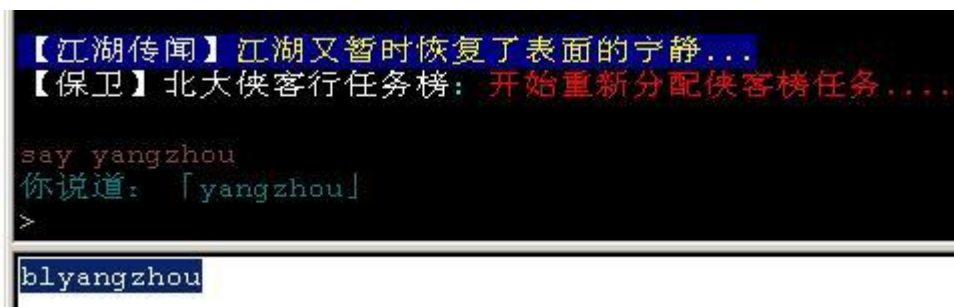 【江湖传闻】江湖又暂时恢复了表面的宁静...
【保卫】北大侠客行任务榜：开始重新分配侠客榜任务....
say yangzhou
你说道：「yangzhou」
>
blyangzhou